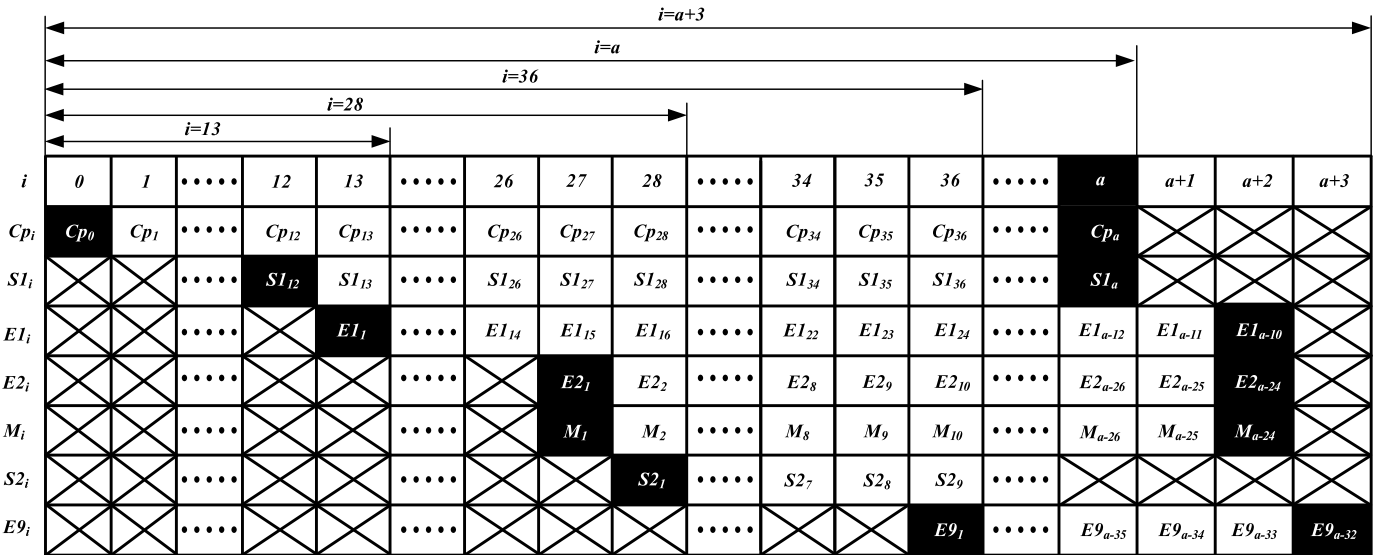 i=a+3
i=a
i=36
i=28
i=13
i 0 1 ····· 12 13 ····· 26 27 28 ····· 34 35 36 ····· a a+1 a+2 a+3
Cpi Cp0 Cp1 ····· Cp12 Cp13 ····· Cp26 Cp27 Cp28 ····· Cp34 Cp35 Cp36 ····· Cpa
S1i ····· S112 S113 ····· S126 S127 S128 ····· S134 S135 S136 ····· S1a
E1i ····· E11 ····· E114 E115 E116 ····· E122 E123 E124 ····· E1a-12 E1a-11 E1a-10
E2i ····· ····· E21 E22 ····· E28 E29 E210 ····· E2a-26 E2a-25 E2a-24
Mi ····· ····· M1 M2 ····· M8 M9 M10 ····· Ma-26 Ma-25 Ma-24
S2i ····· ····· S21 ····· S27 S28 S29 ·····
E9i ····· ····· ····· E91 ····· E9a-35 E9a-34 E9a-33 E9a-32